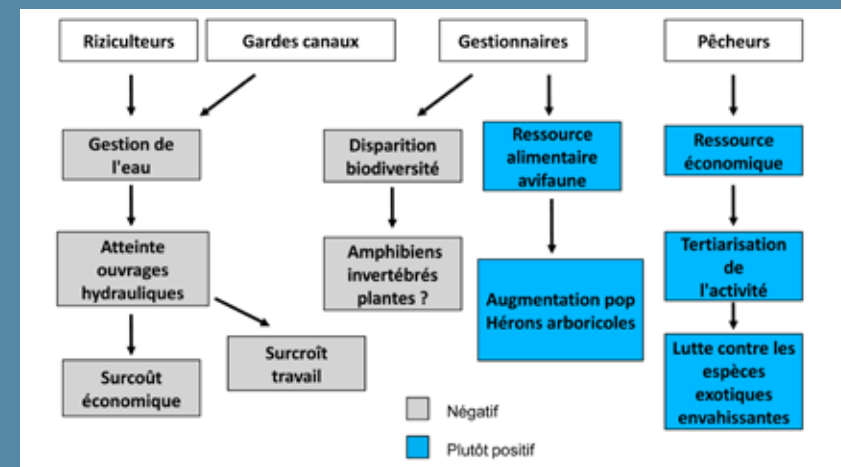 Riziculteurs
Gardes canaux
Gestionnaires
Pêcheurs
Gestion de
l'eau
Disparition
biodiversité
Ressource
alimentaire
avifaune
Ressource
économique
Atteinte
ouvrages
hydrauliques
Amphibiens
invertébrés
plantes ?
Augmentation pop
Hérons arboricoles
Tertiarisation
de
l'activité
Surcoût
économique
Surcroît
travail
Lutte contre les
espèces
exotiques
envahissantes
Négatif
Plutôt positif